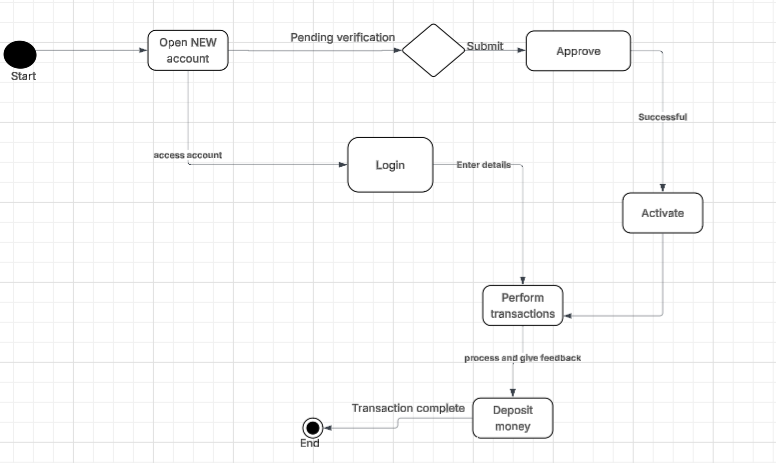 Start
Open NEW
account
Pending verification
Submit
Approve
Successful
access account
Login
Enter details
Activate
Perform
transactions
process and give feedback
Deposit
money
Transaction complete
End